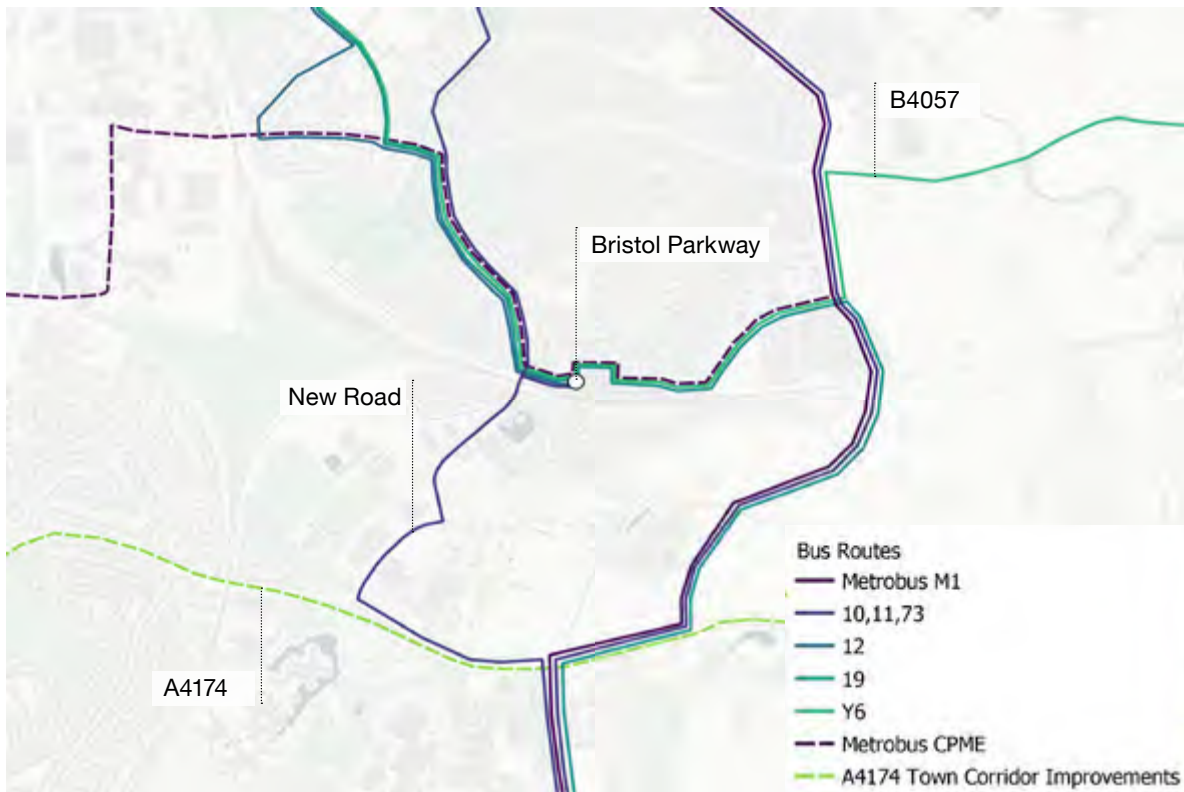 B4057
Bristol Parkway
New Road
A4174
Bus Routes
Metrobus M1
10,11,73
12
19
Y6
Metrobus CPME
A4174 Town Corridor Improvements